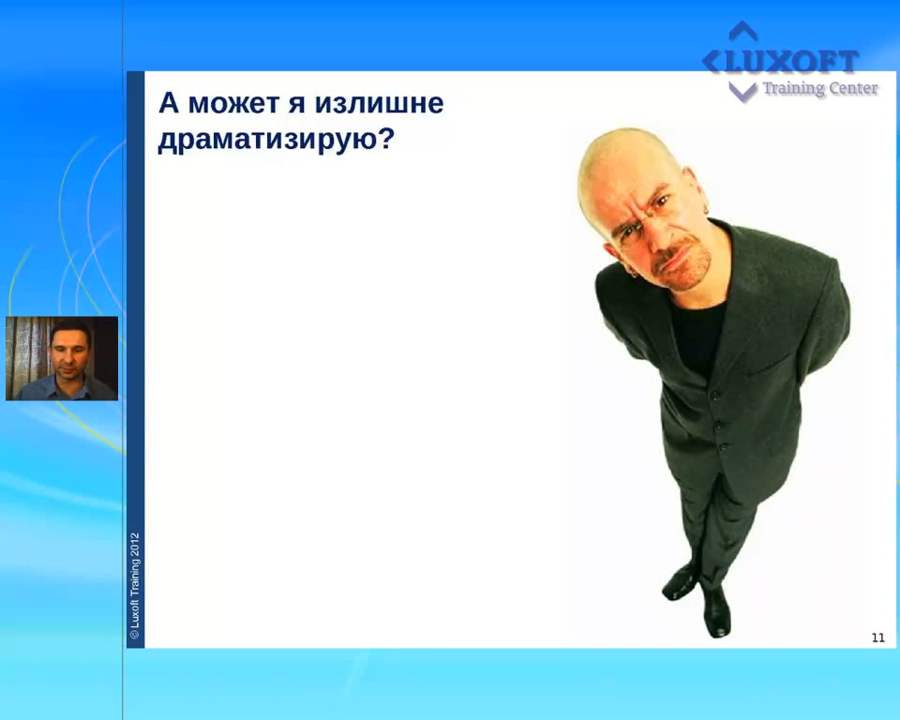 LUXOFT
Training Center
А может я излишне
драматизирую?
© Luxoft Training 2012
11